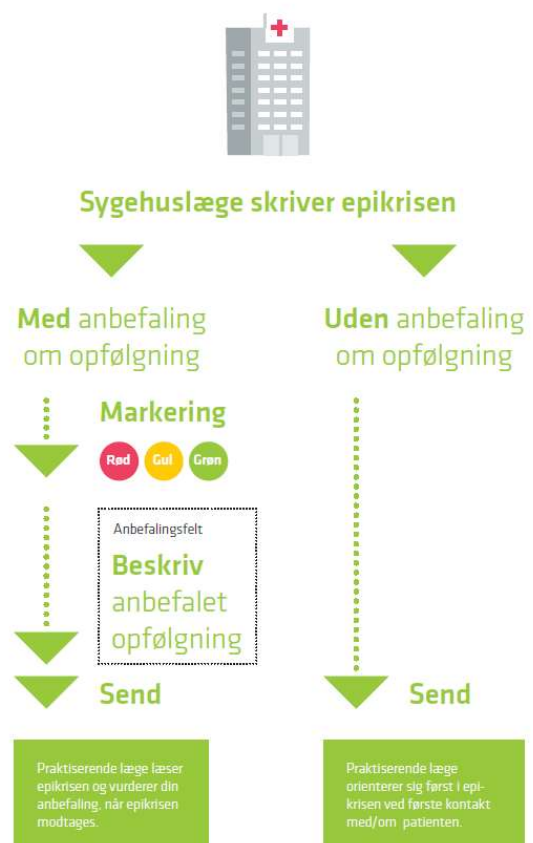 Sygehuslæge skriver epikrisen
Med anbefaling
om opfølgning
Markering
Rød Gul Grøn
Anbefalingsfelt
Beskriv
anbefalet
opfølgning
Send
Praktiserende læge læser
epikrisen og vurderer din
anbefaling, når epikrisen
modtages.
Uden anbefaling
om opfølgning
Send
Praktiserende læge
orienterer sig først i epi-
krisen ved første kontakt
med/om patienten.